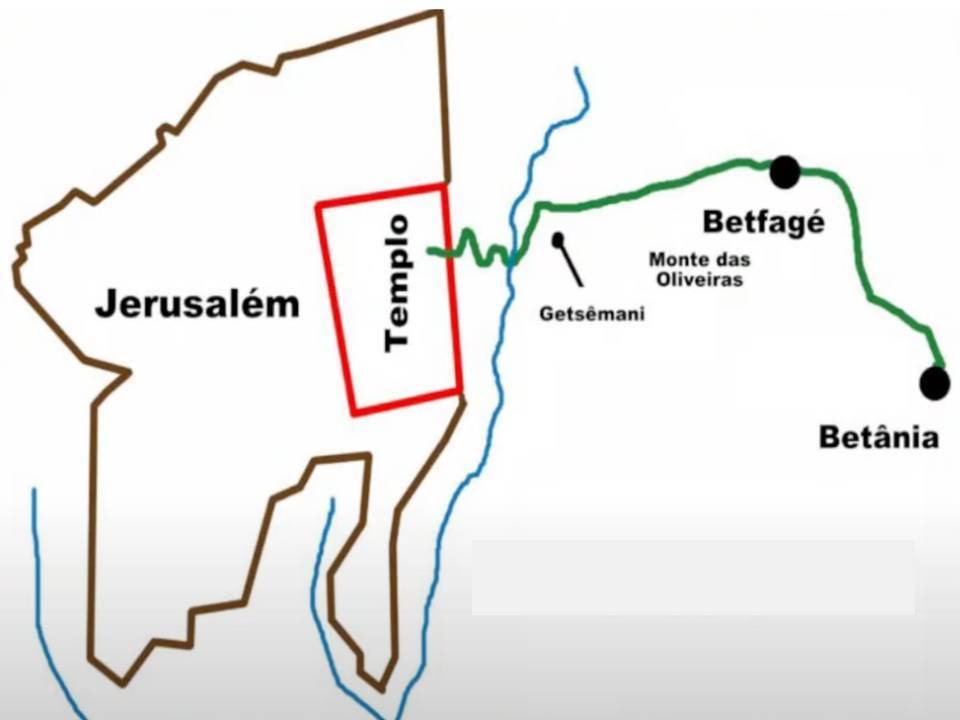 Templo
Betfagé
Monte das
Oliveiras
Jerusalém
Getsêmani
Betânia